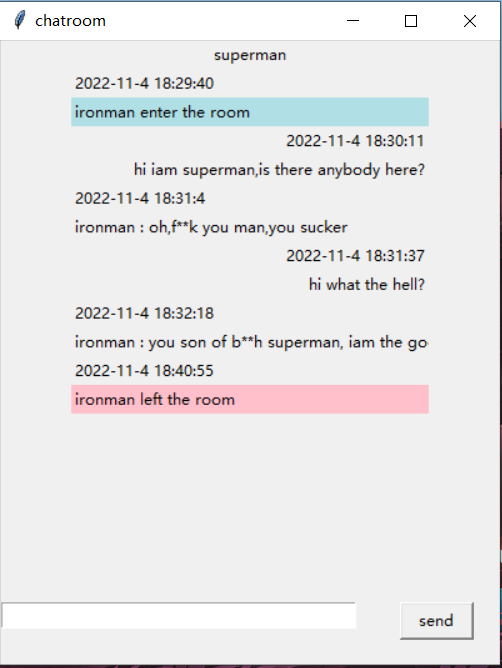 chatroom
superman
2022-11-4 18:29:40
ironman enter the room
2022-11-4 18:30:11
hi iam superman,is there anybody here?
2022-11-4 18:31:4
ironman : oh,f**k you man,you sucker
2022-11-4 18:31:37
hi what the hell?
2022-11-4 18:32:18
ironman : you son of b**h superman, iam the go
2022-11-4 18:40:55
ironman left the room
send